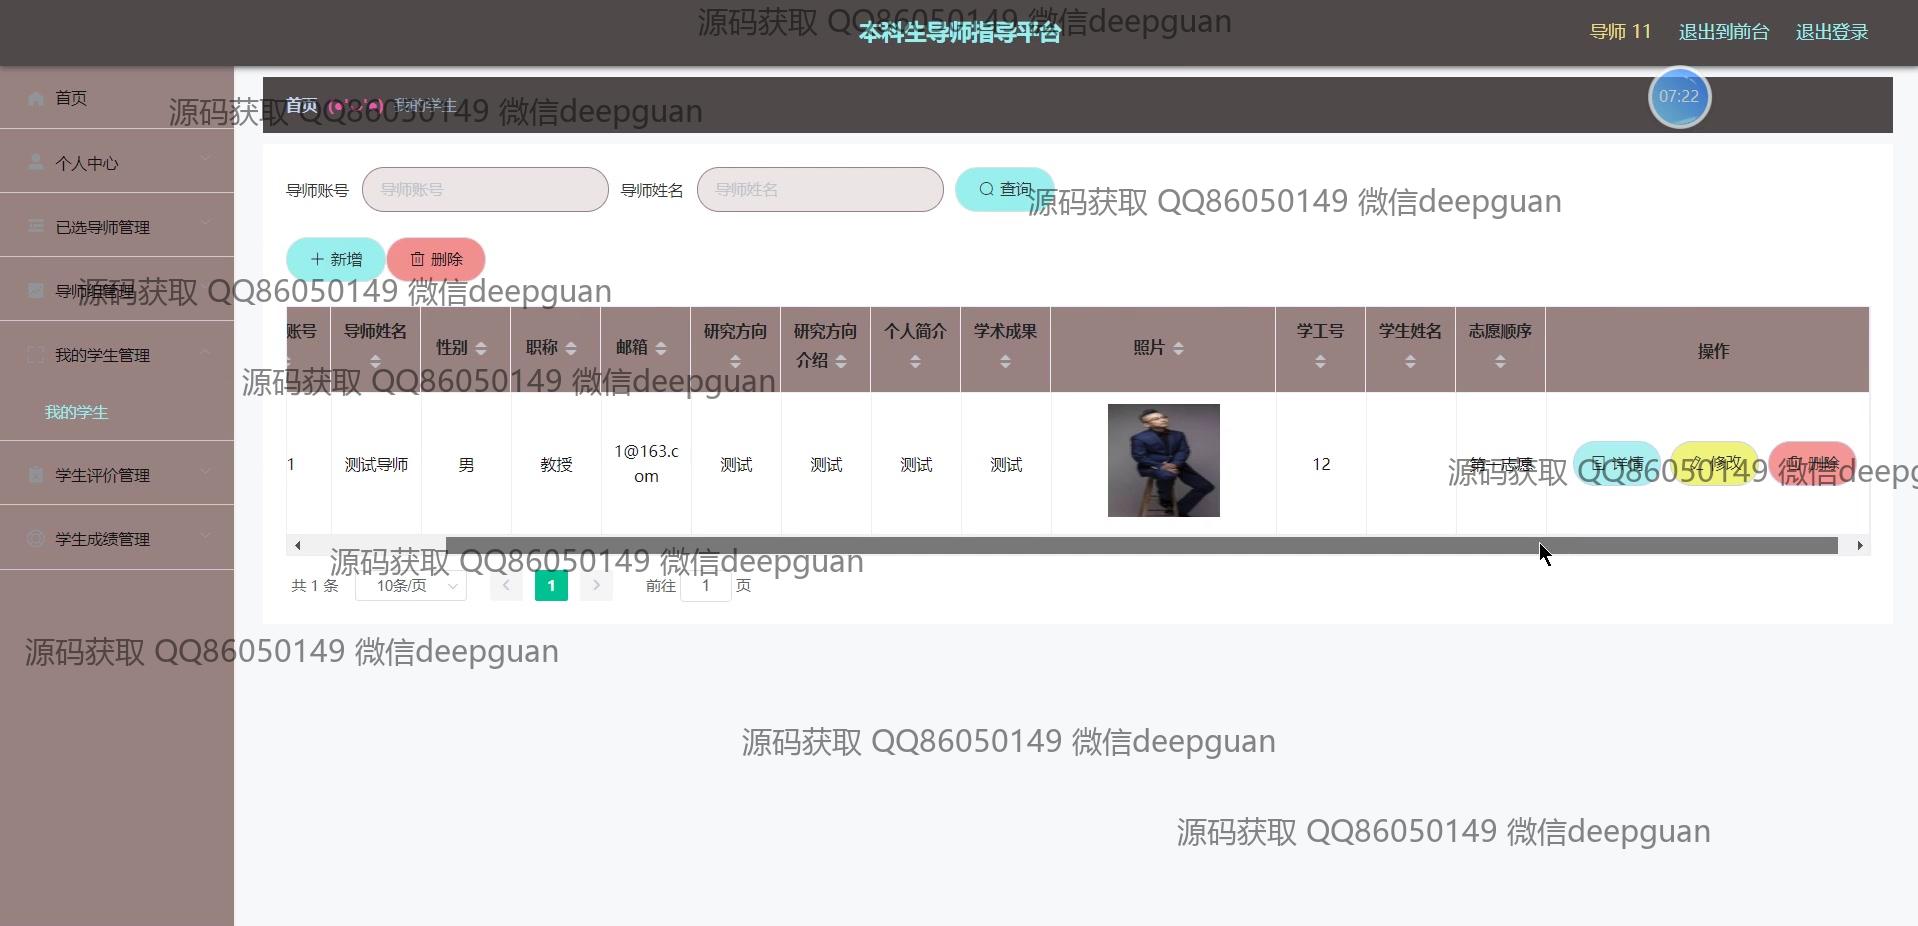 源码获取 QQ86050149 微信deepguan
本科生导师指导平台
导师 11
退出到前台
退出登录
首页
个人中心
已选导师管理
导师组管理
我的学生管理
我的学生
学生评价管理
学生成绩管理
首页 (●'◡'●) 我的学生
07:22
源码获取 QQ86050149 微信deepguan
导师账号 导师账号 导师姓名 导师姓名 查询
源码获取 QQ86050149 微信deepguan
新增 删除
源码获取 QQ86050149 微信deepguan
账号 导师姓名 性别 职称 邮箱 研究方向 研究方向介绍 个人简介 学术成果 照片 学工号 学生姓名 志愿顺序 操作
源码获取 QQ86050149 微信deepguan
1 测试导师 男 教授 1@163.com 测试 测试 测试 测试 12 第一志愿 详情 修改 删除
源码获取 QQ86050149 微信deepg
源码获取 QQ86050149 微信deepguan
共 1 条 10条/页 1 前往 1 页
源码获取 QQ86050149 微信deepguan
源码获取 QQ86050149 微信deepguan
源码获取 QQ86050149 微信deepguan